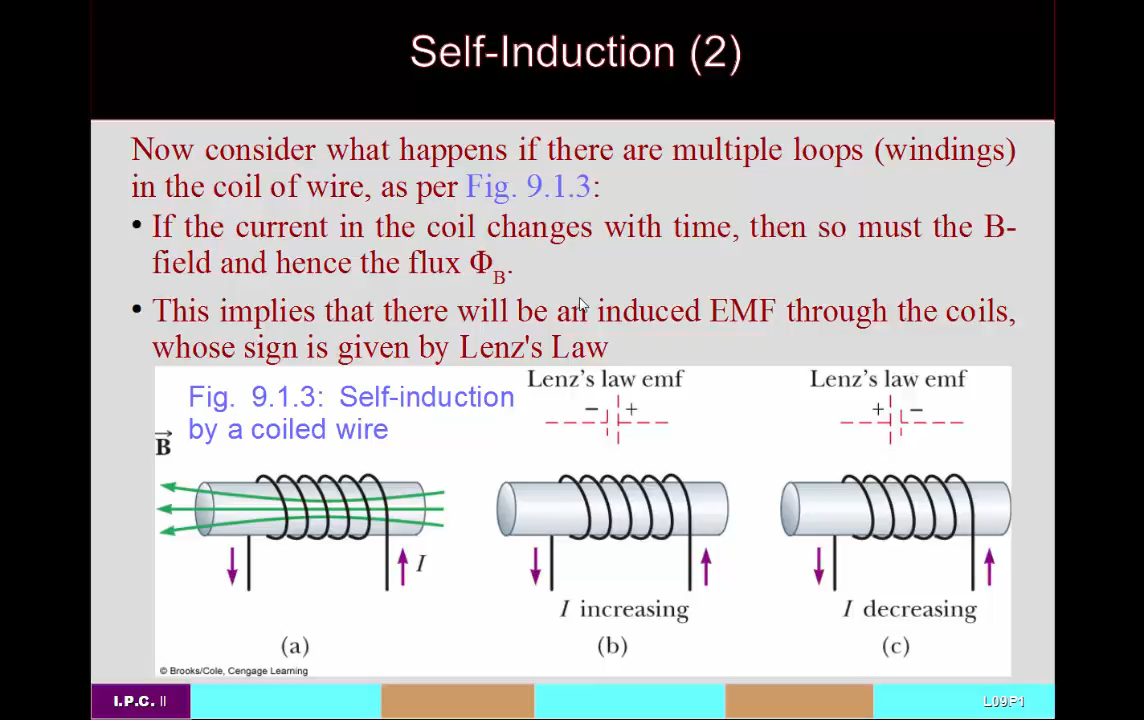 Self-Induction (2)
Now consider what happens if there are multiple loops (windings)
in the coil of wire, as per Fig. 9.1.3:
• If the current in the coil changes with time, then so must the B-
field and hence the flux ΦB.
• This implies that there will be an induced EMF through the coils,
whose sign is given by Lenz's Law
Fig. 9.1.3: Self-induction
by a coiled wire
Lenz’s law emf
− +
Lenz’s law emf
+ −
B
I
I increasing
I decreasing
(a)
(b)
(c)
© Brooks/Cole, Cengage Learning
I.P.C. II
L09P1